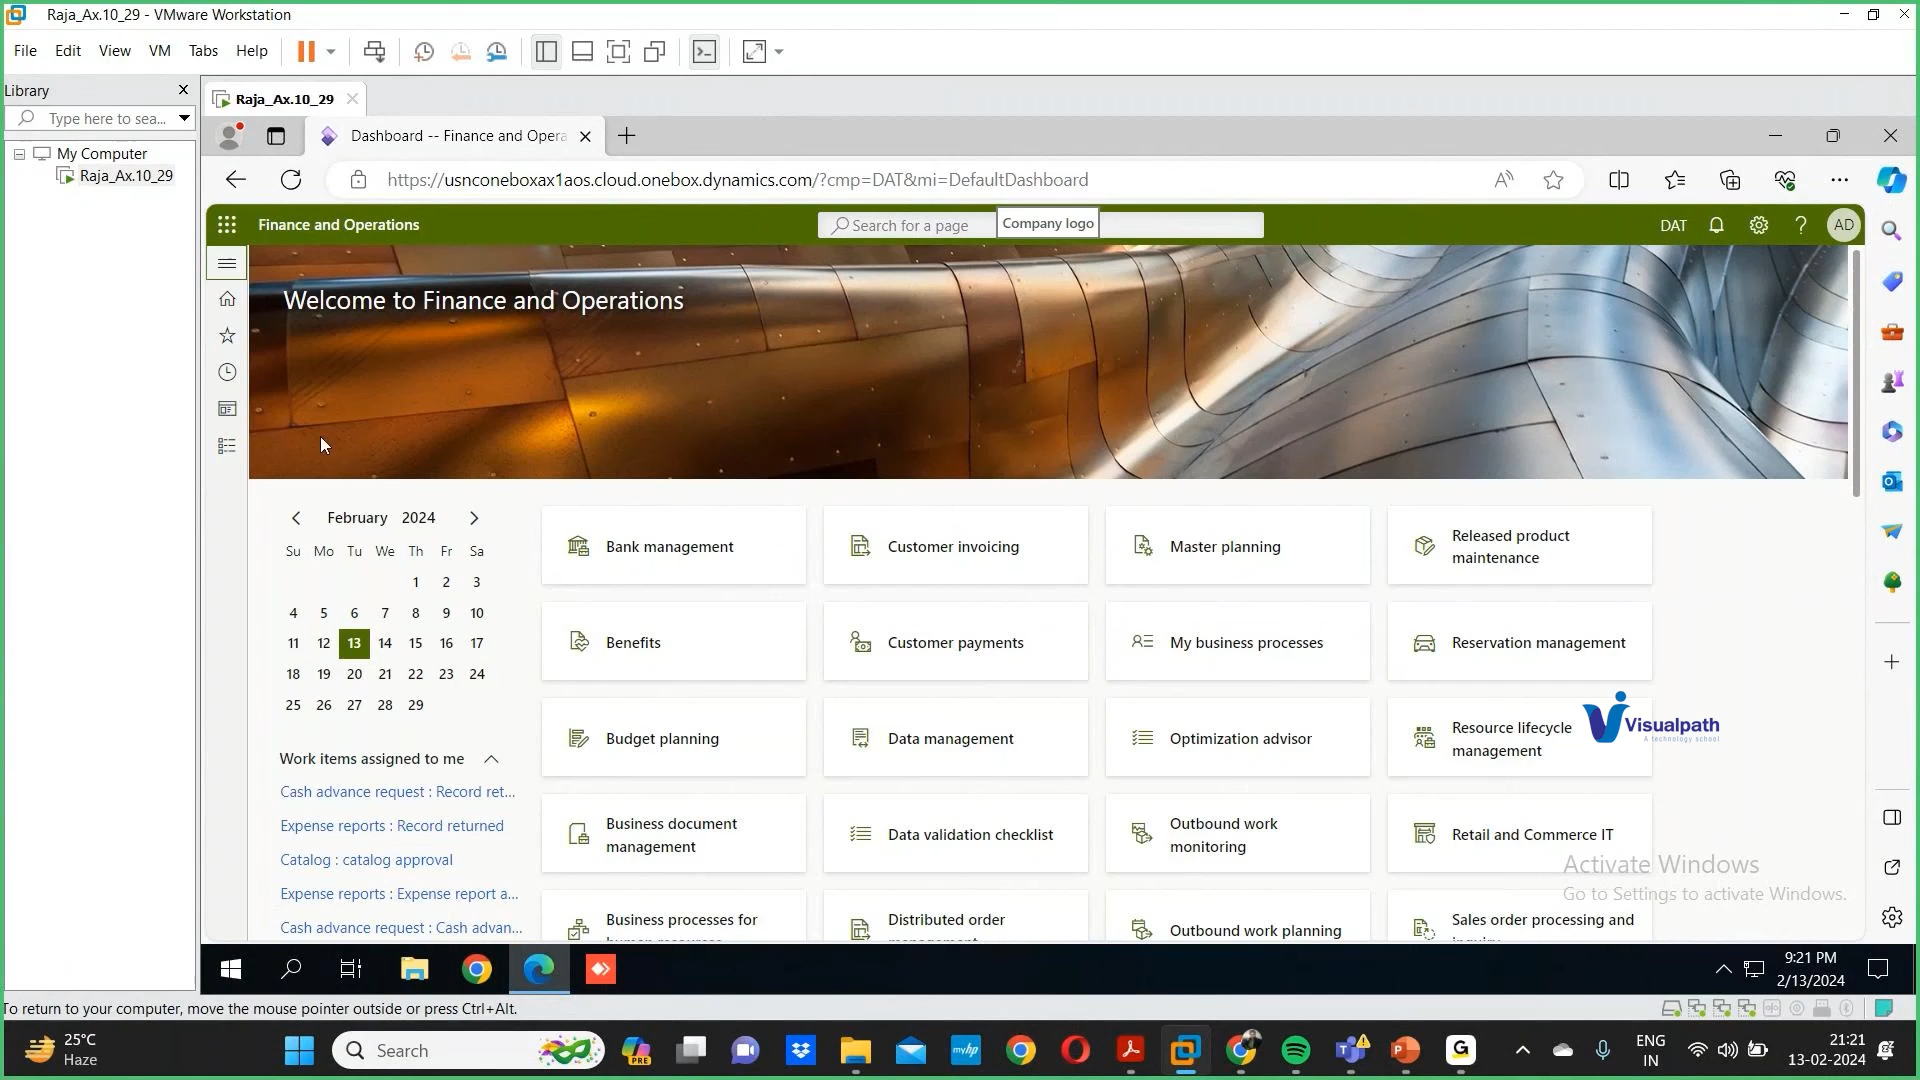 Raja_Ax.10_29 - VMware Workstation
File Edit View VM Tabs Help
Library
Type here to sea...
My Computer
Raja_Ax.10_29
Raja_Ax.10_29
Dashboard -- Finance and Opera
https://usnconeboxax1aos.cloud.onebox.dynamics.com/?cmp=DAT&mi=DefaultDashboard
Finance and Operations
Search for a page
Company logo
DAT
AD
Welcome to Finance and Operations
February 2024
Su Mo Tu We Th Fr Sa
1 2 3
4 5 6 7 8 9 10
11 12 13 14 15 16 17
18 19 20 21 22 23 24
25 26 27 28 29
Work items assigned to me
Cash advance request : Record ret...
Expense reports : Record returned
Catalog : catalog approval
Expense reports : Expense report a...
Cash advance request : Cash advan...
Bank management
Customer invoicing
Master planning
Released product
maintenance
Benefits
Customer payments
My business processes
Reservation management
Budget planning
Data management
Optimization advisor
Resource lifecycle
management
Visualpath
A technology school
Business document
management
Data validation checklist
Outbound work
monitoring
Retail and Commerce IT
Activate Windows
Go to Settings to activate Windows.
Business processes for
Distributed order
Outbound work planning
Sales order processing and
9:21 PM
2/13/2024
To return to your computer, move the mouse pointer outside or press Ctrl+Alt.
25°C
Haze
Search
PRE
myhp
G
ENG
IN
21:21
13-02-2024